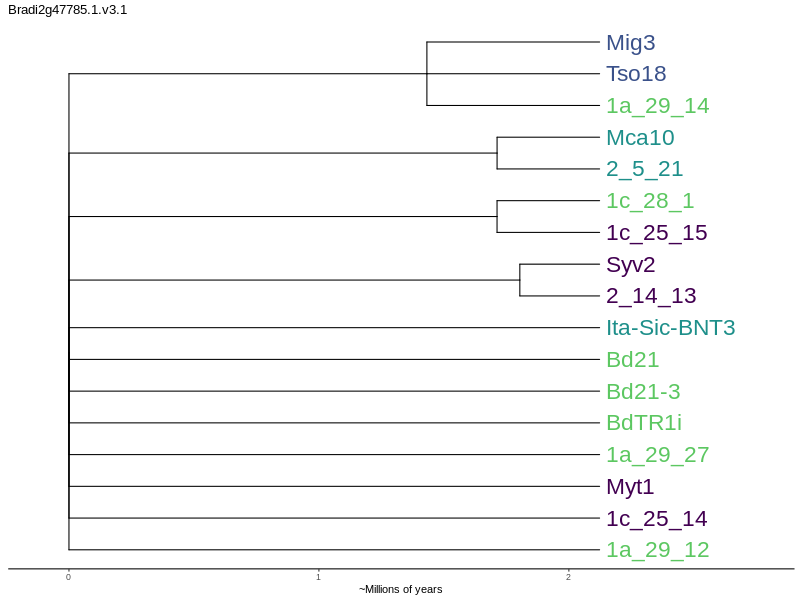 Bradi2g47785.1.v3.1
Mig3
Tso18
1a_29_14
Mca10
2_5_21
1c_28_1
1c_25_15
Syv2
2_14_13
Ita-Sic-BNT3
Bd21
Bd21-3
BdTR1i
1a_29_27
Myt1
1c_25_14
1a_29_12
0 1 2
~Millions of years